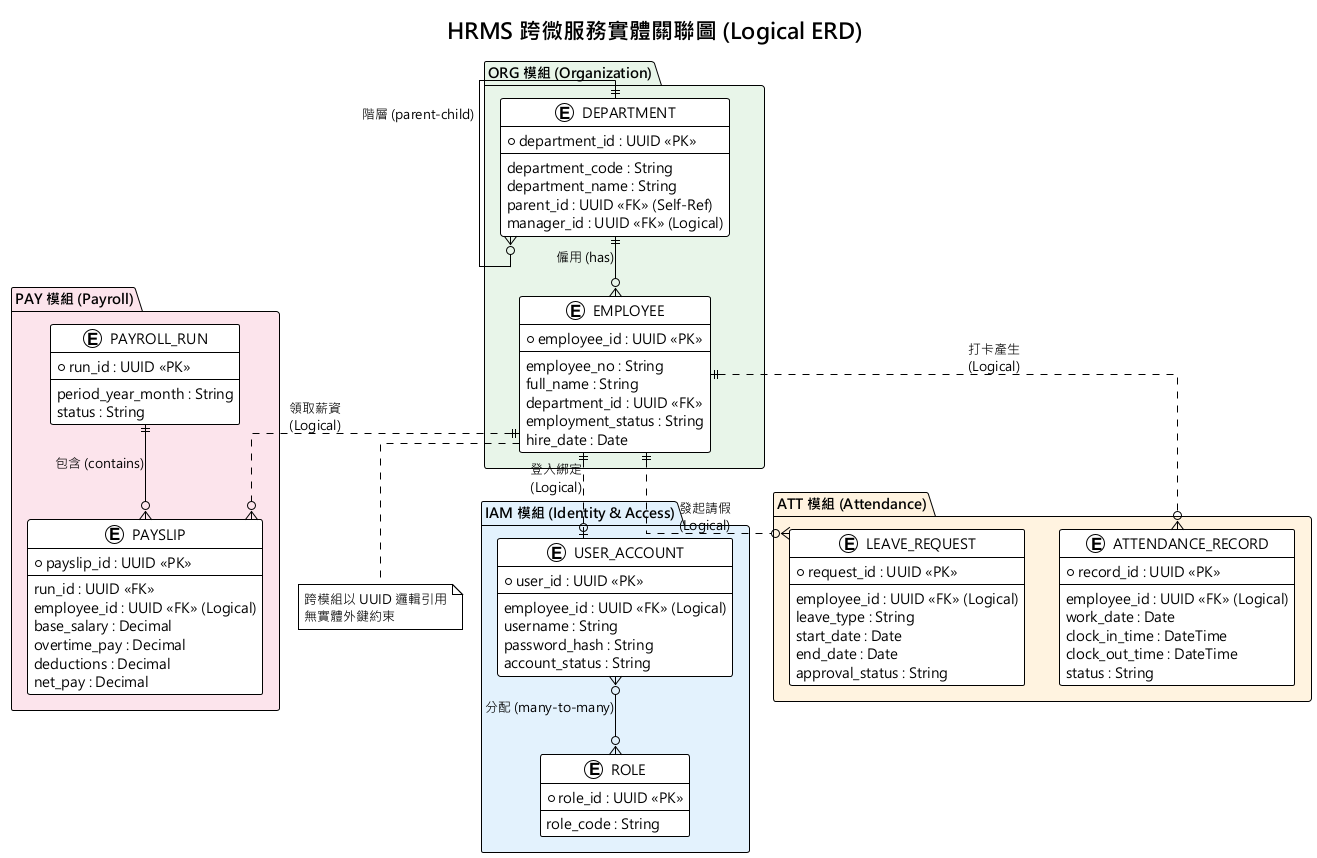 HRMS 跨微服務實體關聯圖 (Logical ERD)
ORG 模組 (Organization)
階層 (parent-child)
E DEPARTMENT
department_id : UUID «PK»
department_code : String
department_name : String
parent_id : UUID «FK» (Self-Ref)
manager_id : UUID «FK» (Logical)
僱用 (has)
E EMPLOYEE
employee_id : UUID «PK»
employee_no : String
full_name : String
department_id : UUID «FK»
employment_status : String
hire_date : Date
PAY 模組 (Payroll)
E PAYROLL_RUN
run_id : UUID «PK»
period_year_month : String
status : String
包含 (contains)
領取薪資
(Logical)
E PAYSLIP
payslip_id : UUID «PK»
run_id : UUID «FK»
employee_id : UUID «FK» (Logical)
base_salary : Decimal
overtime_pay : Decimal
deductions : Decimal
net_pay : Decimal
跨模組以 UUID 邏輯引用
無實體外鍵約束
登入綁定
(Logical)
IAM 模組 (Identity & Access)
E USER_ACCOUNT
user_id : UUID «PK»
employee_id : UUID «FK» (Logical)
username : String
password_hash : String
account_status : String
分配 (many-to-many)
E ROLE
role_id : UUID «PK»
role_code : String
發起請假
(Logical)
打卡產生
(Logical)
ATT 模組 (Attendance)
E LEAVE_REQUEST
request_id : UUID «PK»
employee_id : UUID «FK» (Logical)
leave_type : String
start_date : Date
end_date : Date
approval_status : String
E ATTENDANCE_RECORD
record_id : UUID «PK»
employee_id : UUID «FK» (Logical)
work_date : Date
clock_in_time : DateTime
clock_out_time : DateTime
status : String